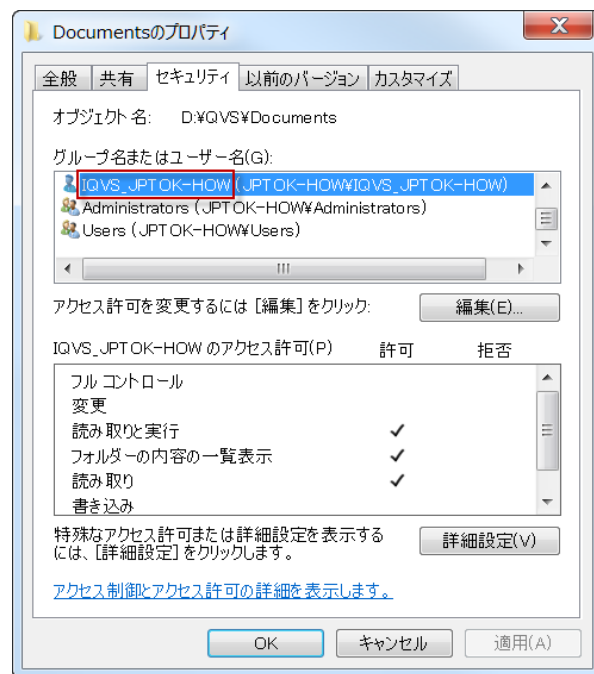 Documentsのプロパティ
全般 共有 セキュリティ 以前のバージョン カスタマイズ
オブジェクト名: D:¥QVS¥Documents
グループ名またはユーザー名(G):
IQVS_JPTOK-HOW (JPTOK-HOW¥IQVS_JPTOK-HOW)
Administrators (JPTOK-HOW¥Administrators)
Users (JPTOK-HOW¥Users)
アクセス許可を変更するには [編集] をクリック: 編集(E)...
IQVS_JPTOK-HOW のアクセス許可(P) 許可 拒否
フル コントロール
変更
読み取りと実行
フォルダーの内容の一覧表示
読み取り
書き込み
特殊なアクセス許可または詳細設定を表示する
には、[詳細設定] をクリックします。 詳細設定(V)
アクセス制御とアクセス許可の詳細を表示します。
OK キャンセル 適用(A)